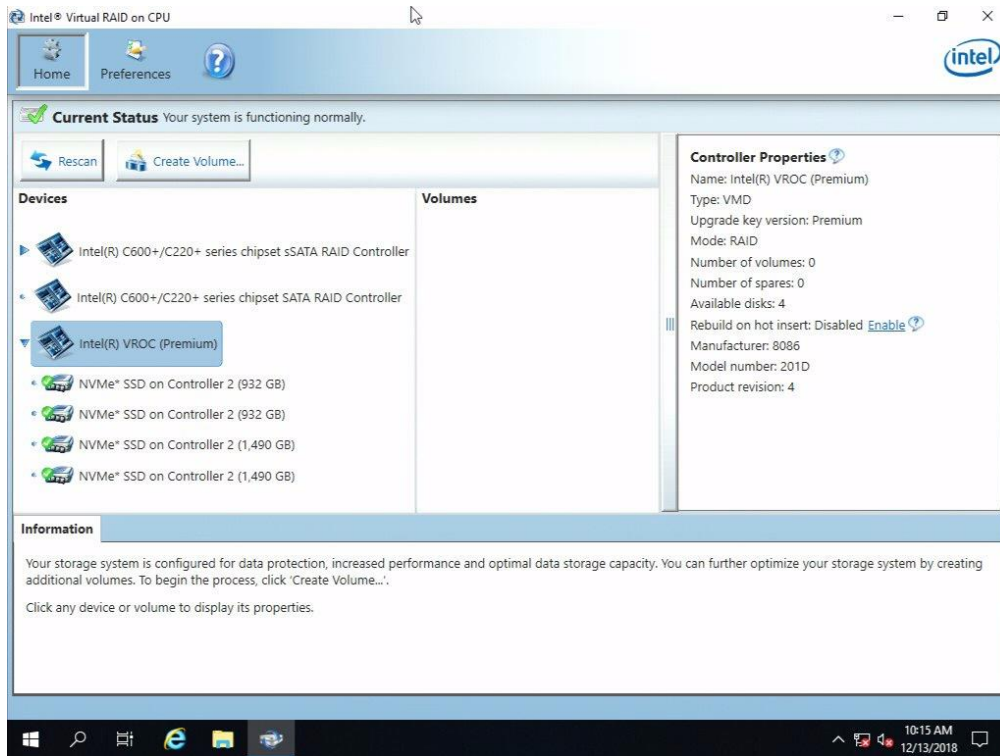 Intel® Virtual RAID on CPU
Home
Preferences
?
intel
Current Status Your system is functioning normally.
Rescan
Create Volume...
Devices
Intel(R) C600+/C220+ series chipset sSATA RAID Controller
Intel(R) C600+/C220+ series chipset SATA RAID Controller
Intel(R) VROC (Premium)
NVMe* SSD on Controller 2 (932 GB)
NVMe* SSD on Controller 2 (932 GB)
NVMe* SSD on Controller 2 (1,490 GB)
NVMe* SSD on Controller 2 (1,490 GB)
Volumes
Controller Properties ?
Name: Intel(R) VROC (Premium)
Type: VMD
Upgrade key version: Premium
Mode: RAID
Number of volumes: 0
Number of spares: 0
Available disks: 4
Rebuild on hot insert: Disabled Enable ?
Manufacturer: 8086
Model number: 201D
Product revision: 4
Information
Your storage system is configured for data protection, increased performance and optimal data storage capacity. You can further optimize your storage system by creating
additional volumes. To begin the process, click 'Create Volume...'.
Click any device or volume to display its properties.
10:15 AM
12/13/2018